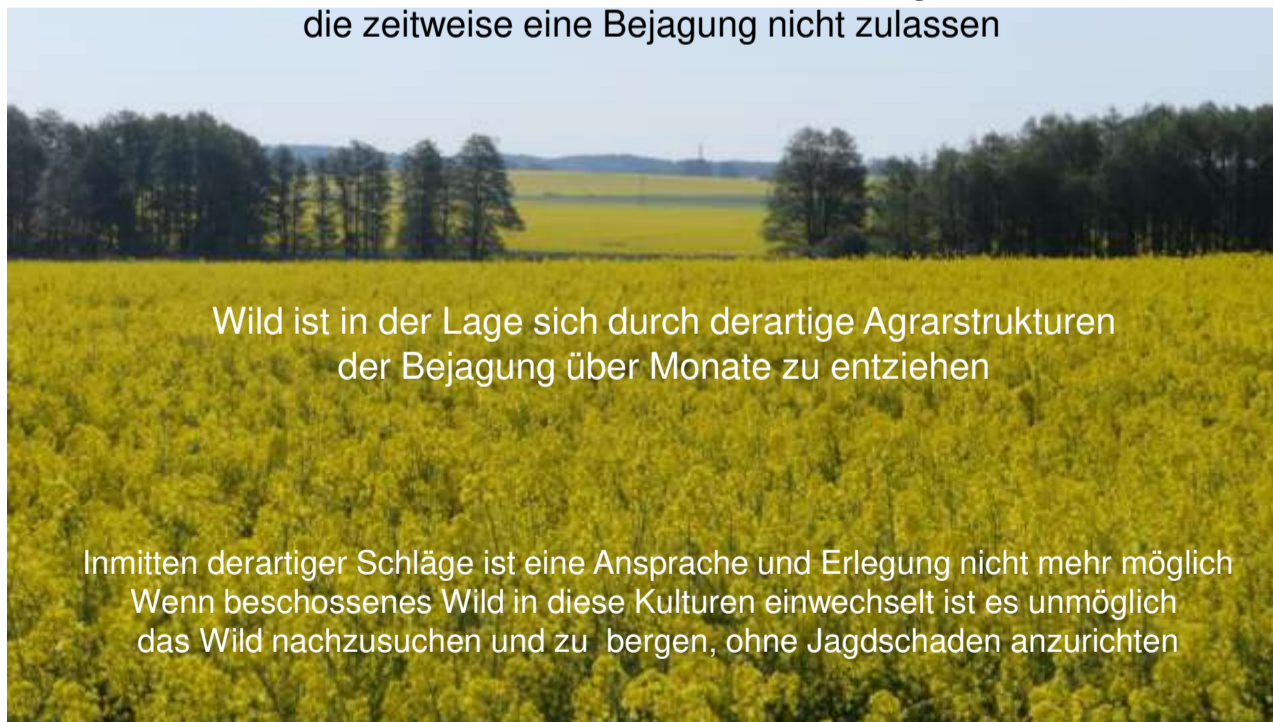 die zeitweise eine Bejagung nicht zulassen
Wild ist in der Lage sich durch derartige Agrarstrukturen
der Bejagung über Monate zu entziehen
Inmitten derartiger Schläge ist eine Ansprache und Erlegung nicht mehr möglich
Wenn beschossenes Wild in diese Kulturen einwechselt ist es unmöglich
das Wild nachzusuchen und zu bergen, ohne Jagdschaden anzurichten